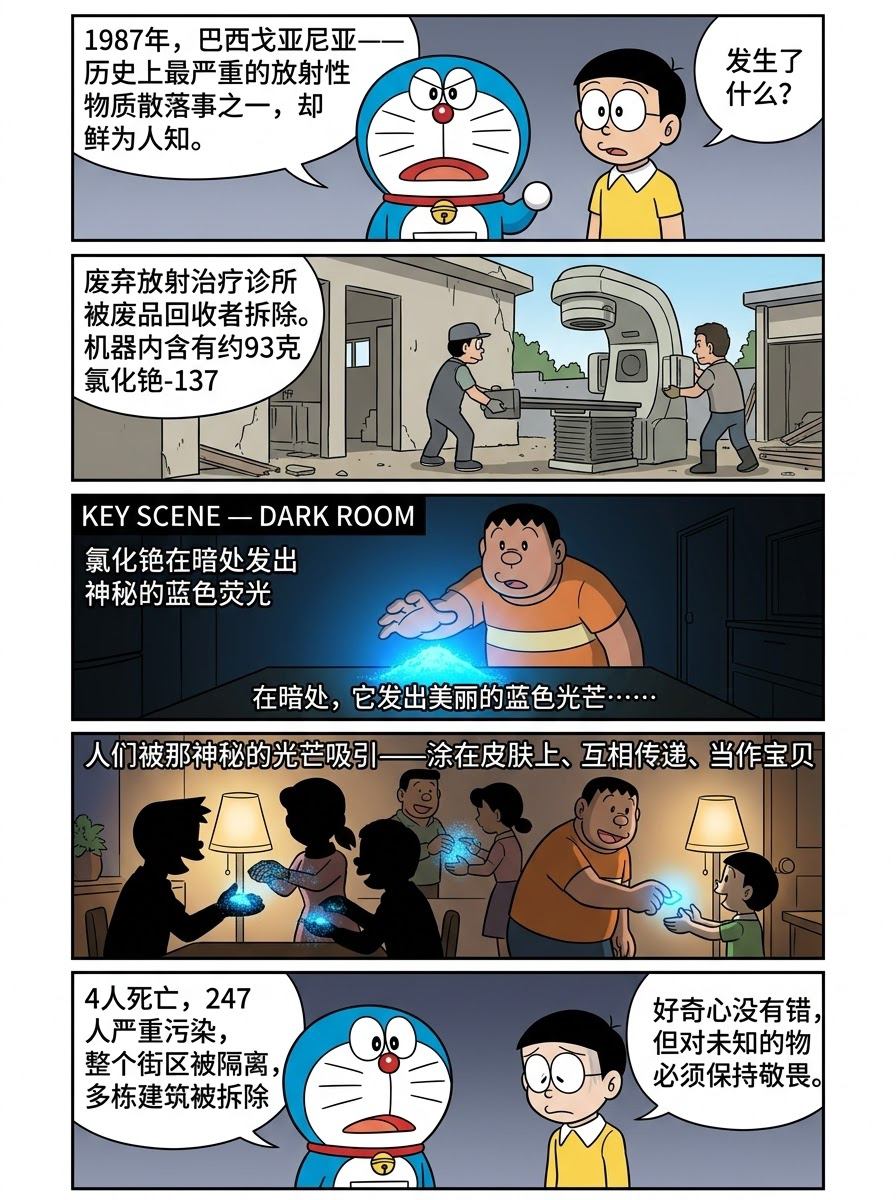 1987年，巴西戈亚尼亚——
历史上最严重的放射性
物质散落事之一，却
鲜为人知。
发生了
什么？
废弃放射治疗诊所
被废品回收者拆除。
机器内含有约93克
氯化铯-137
KEY SCENE — DARK ROOM
氯化铯在暗处发出
神秘的蓝色荧光
在暗处，它发出美丽的蓝色光芒……
人们被那神秘的光芒吸引——涂在皮肤上、互相传递、当作宝贝
4人死亡，247
人严重污染，
整个街区被隔离，
多栋建筑被拆除
好奇心没有错，
但对未知的物
必须保持敬畏。